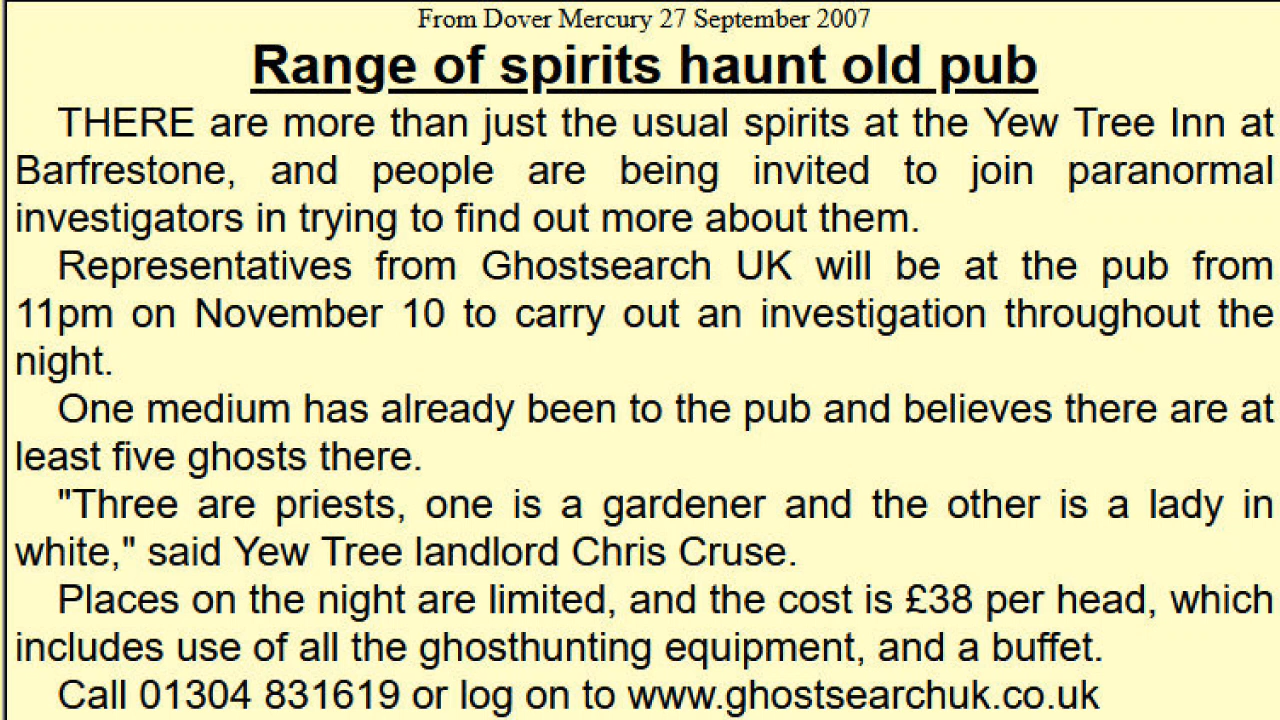 From Dover Mercury 27 September 2007
Range of spirits haunt old pub
THERE are more than just the usual spirits at the Yew Tree Inn at
Barfrestone, and people are being invited to join paranormal
investigators in trying to find out more about them.
Representatives from Ghostsearch UK will be at the pub from
11pm on November 10 to carry out an investigation throughout the
night.
One medium has already been to the pub and believes there are at
least five ghosts there.
"Three are priests, one is a gardener and the other is a lady in
white," said Yew Tree landlord Chris Cruse.
Places on the night are limited, and the cost is £38 per head, which
includes use of all the ghosthunting equipment, and a buffet.
Call 01304 831619 or log on to www.ghostsearchuk.co.uk